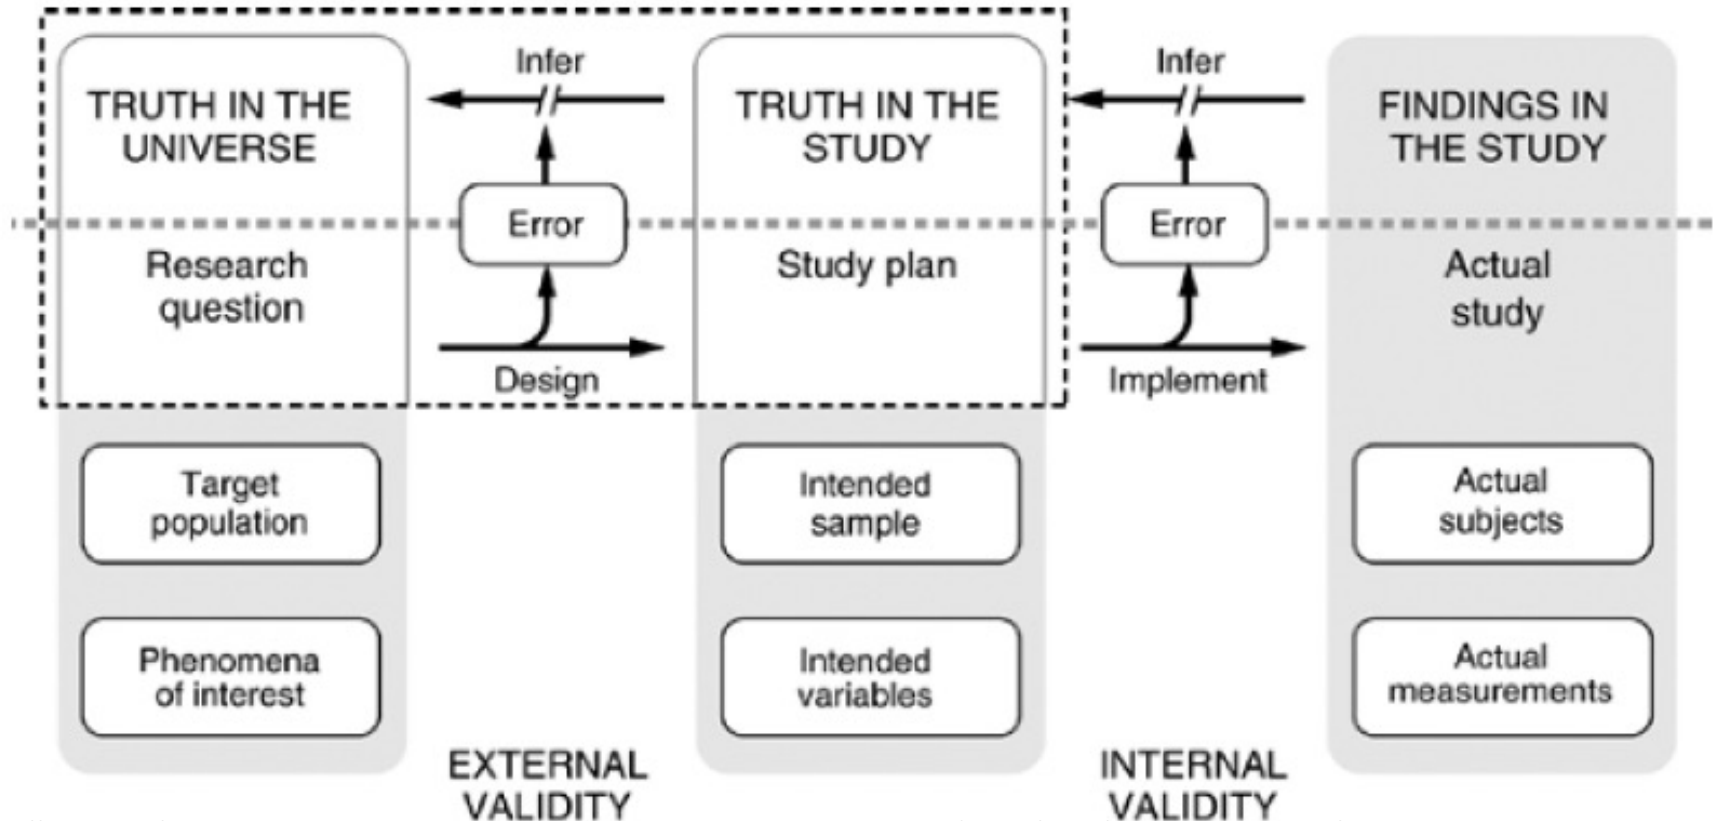 TRUTH IN THE
UNIVERSE
Research
question
Target
population
Phenomena
of interest
Infer
Error
Design
EXTERNAL
VALIDITY
TRUTH IN THE
STUDY
Study plan
Intended
sample
Intended
variables
Infer
Error
Implement
INTERNAL
VALIDITY
FINDINGS IN
THE STUDY
Actual
study
Actual
subjects
Actual
measurements